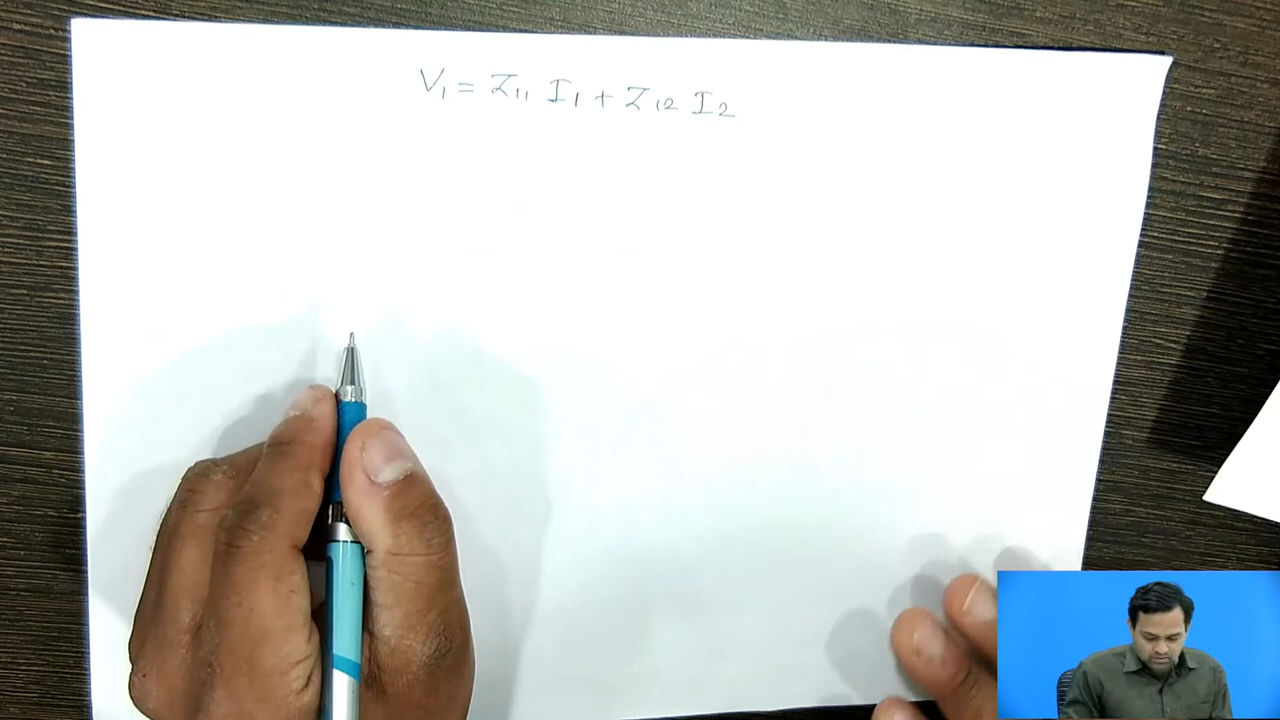 V₁ = Z₁₁ I₁ + Z₁₂ I₂